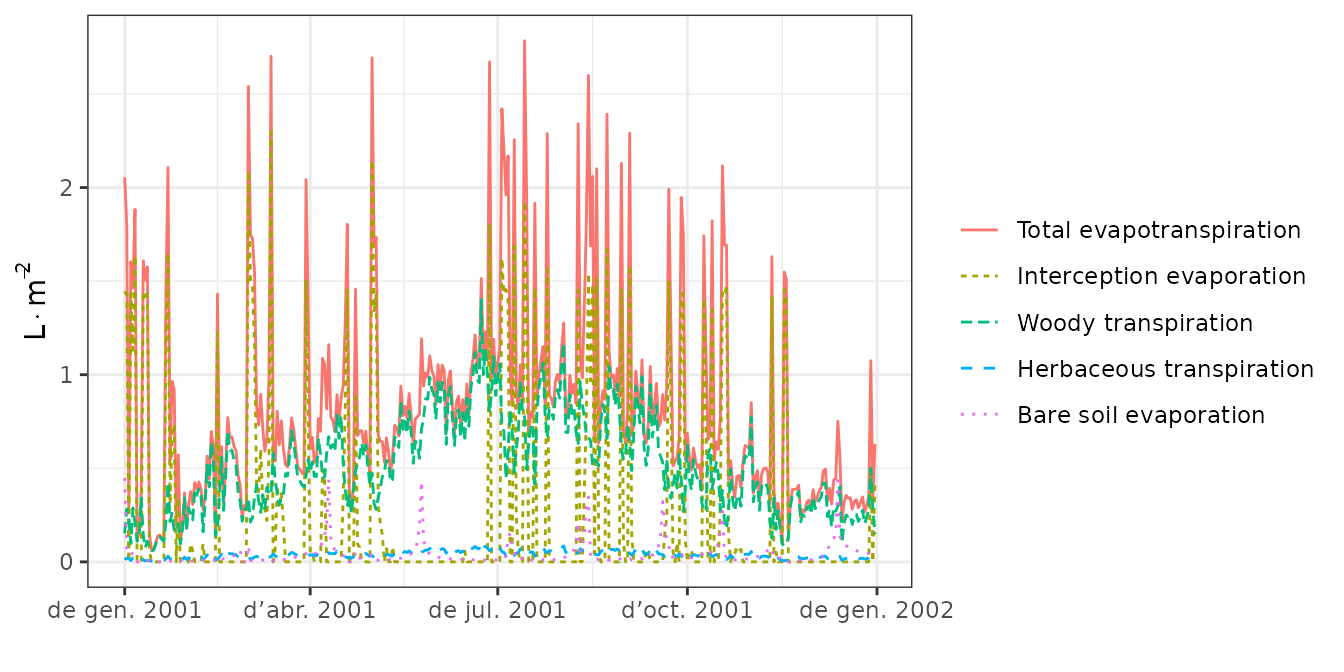 L · m⁻²
2
1
0
de gen. 2001 d’abr. 2001 de jul. 2001 d’oct. 2001 de gen. 2002
Total evapotranspiration
Interception evaporation
Woody transpiration
Herbaceous transpiration
Bare soil evaporation